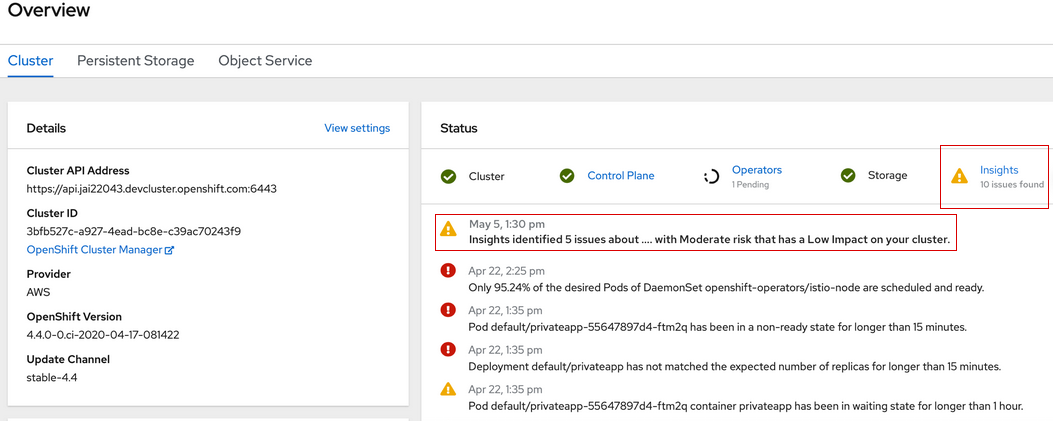 Overview
Cluster
Persistent Storage
Object Service
Details
View settings
Cluster API Address
https://api.jai22043.devcluster.openshift.com:6443
Cluster ID
3bfb527c-a927-4ead-bc8e-c39ac70243f9
OpenShift Cluster Manager
Provider
AWS
OpenShift Version
4.4.0-0.ci-2020-04-17-081422
Update Channel
stable-4.4
Status
Cluster
Control Plane
Operators
1 Pending
Storage
Insights
10 issues found
May 5, 1:30 pm
Insights identified 5 issues about .... with Moderate risk that has a Low Impact on your cluster.
Apr 22, 2:25 pm
Only 95.24% of the desired Pods of DaemonSet openshift-operators/istio-node are scheduled and ready.
Apr 22, 1:35 pm
Pod default/privateapp-55647897d4-ftm2q has been in a non-ready state for longer than 15 minutes.
Apr 22, 1:35 pm
Deployment default/privateapp has not matched the expected number of replicas for longer than 15 minutes.
Apr 22, 1:35 pm
Pod default/privateapp-55647897d4-ftm2q container privateapp has been in waiting state for longer than 1 hour.